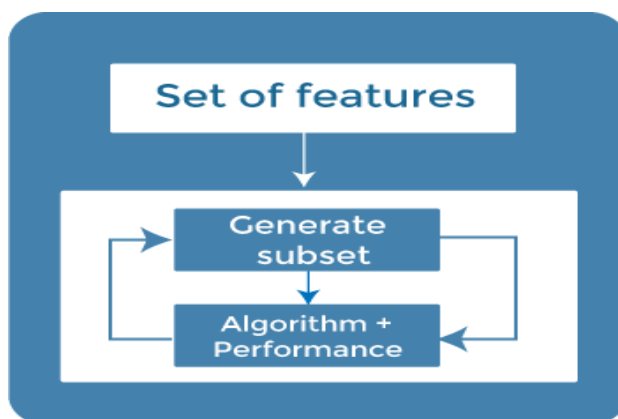 Set of features
Generate
subset
Algorithm +
Performance